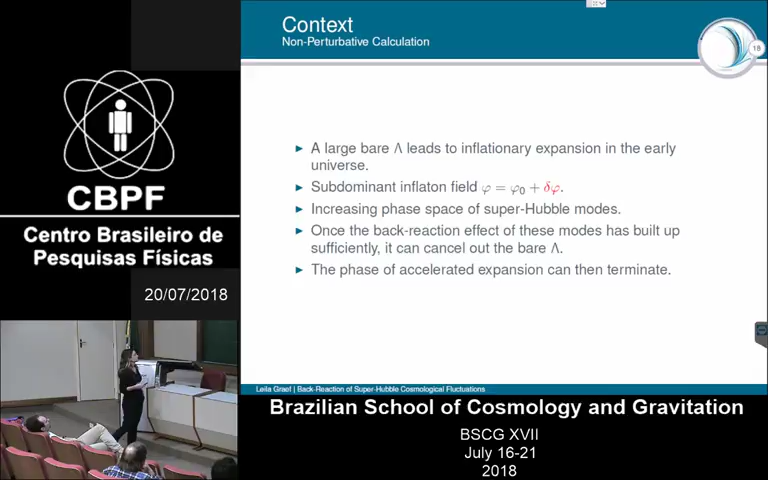 Context
Non-Perturbative Calculation
18
► A large bare Λ leads to inflationary expansion in the early
universe.
► Subdominant inflaton field φ = φ₀ + δφ.
► Increasing phase space of super-Hubble modes.
► Once the back-reaction effect of these modes has built up
sufficiently, it can cancel out the bare Λ.
► The phase of accelerated expansion can then terminate.
Leila Graef | Back-Reaction of Super-Hubble Cosmological Fluctuations
CBPF
Centro Brasileiro de
Pesquisas Físicas
20/07/2018
Brazilian School of Cosmology and Gravitation
BSCG XVII
July 16-21
2018